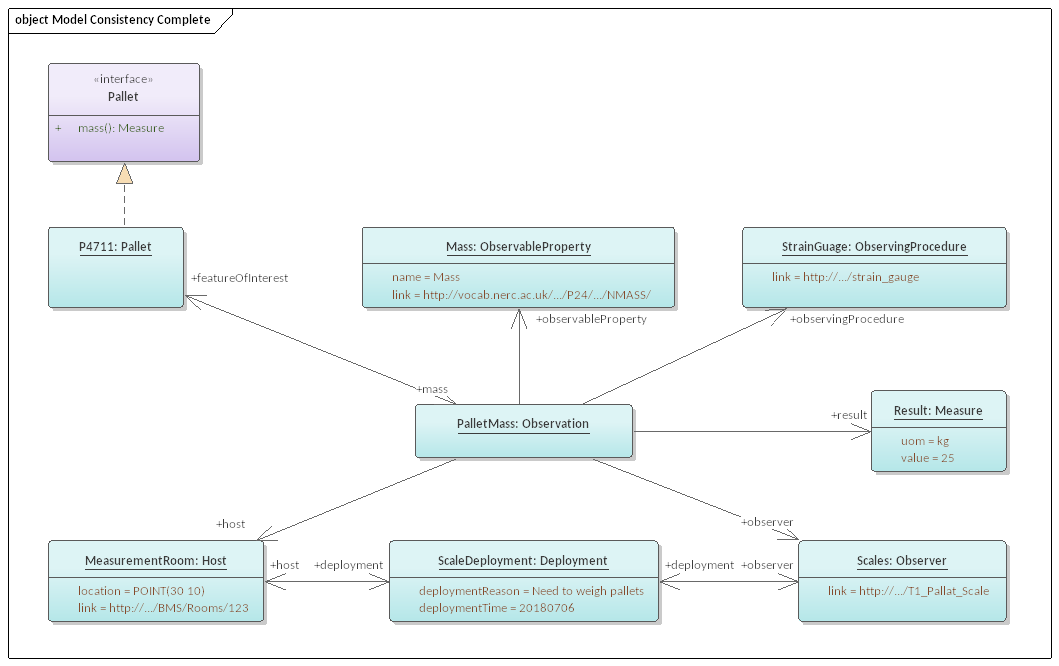 object Model Consistency Complete
«interface»
Pallet
+ mass(): Measure
P4711: Pallet
+featureOfInterest
Mass: ObservableProperty
name = Mass
link = http://vocab.nerc.ac.uk/.../P24/.../NMASS/
StrainGuage: ObservingProcedure
link = http://.../strain_gauge
+observableProperty
+observingProcedure
+mass
PalletMass: Observation
+result
Result: Measure
uom = kg
value = 25
+host
+observer
MeasurementRoom: Host
location = POINT(30 10)
link = http://.../BMS/Rooms/123
+host
+deployment
ScaleDeployment: Deployment
deploymentReason = Need to weigh pallets
deploymentTime = 20180706
+deployment
+observer
Scales: Observer
link = http://.../T1_Pallat_Scale